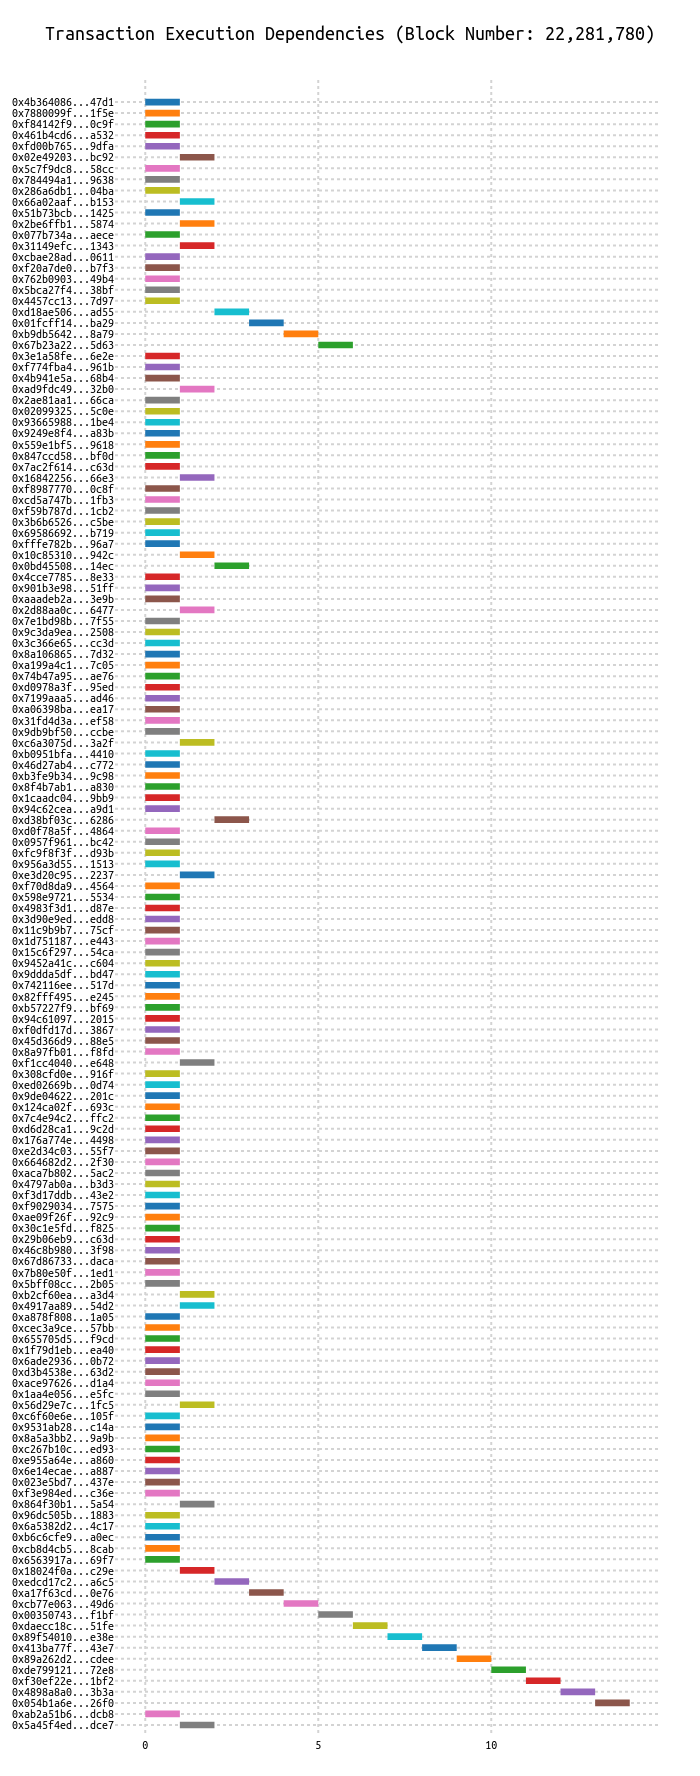 Transaction Execution Dependencies (Block Number: 22,281,780)
0x4b364086...47d1
0x7880099f...1f5e
0xf84142f9...0c9f
0x461b4cd6...a532
0xfd00b765...9dfa
0x02e49203...bc92
0x5c7f9dc8...58cc
0x784494a1...9638
0x286a6db1...04ba
0x66a02aaf...b153
0x51b73bcb...1425
0x2be6ffb1...5874
0x077b734a...aece
0x31149efc...1343
0xcbae28ad...0611
0xf20a7de0...b7f3
0x762b0903...49b4
0x5bca27f4...38bf
0x4457cc13...7d97
0xd18ae506...ad55
0x01fcff14...ba29
0xb9db5642...8a79
0x67b23a22...5d63
0x3e1a58fe...6e2e
0xf774fba4...961b
0x4b941e5a...68b4
0xad9fdc49...32b0
0x2ae81aa1...66ca
0x02099325...5c0e
0x93665988...1be4
0x9249e8f4...a83b
0x559e1bf5...9618
0x847ccd58...bf0d
0x7ac2f614...c63d
0x16842256...66e3
0xf8987770...0c8f
0xcd5a747b...1fb3
0xf59b787d...1cb2
0x3b6b6526...c5be
0x69586692...b719
0xfffe782b...96a7
0x10c85310...942c
0x0bd45508...14ec
0x4cce7785...8e33
0x901b3e98...51ff
0xaaadeb2a...3e9b
0x2d88aa0c...6477
0x7e1bd98b...7f55
0x9c3da9ea...2508
0x3c366e65...cc3d
0x8a106865...7d32
0xa199a4c1...7c05
0x74b47a95...ae76
0xd0978a3f...95ed
0x7199aaa5...ad46
0xa06398ba...ea17
0x31fd4d3a...ef58
0x9db9bf50...ccbe
0xc6a3075d...3a2f
0xb0951bfa...4410
0x46d27ab4...c772
0xb3fe9b34...9c98
0x8f4b7ab1...a830
0x1caadc04...9bb9
0x94c62cea...a9d1
0xd38bf03c...6286
0xd0f78a5f...4864
0x0957f961...bc42
0xfc9f8f3f...d93b
0x956a3d55...1513
0xe3d20c95...2237
0xf70d8da9...4564
0x598e9721...5534
0x4983f3d1...d87e
0x3d90e9ed...edd8
0x11c9b9b7...75cf
0x1d751187...e443
0x15c6f297...54ca
0x9452a41c...c604
0x9ddda5df...bd47
0x742116ee...517d
0x82fff495...e245
0xb57227f9...bf69
0x94c61097...2015
0xf0dfd17d...3867
0x45d366d9...88e5
0x8a97fb01...f8fd
0xf1cc4040...e648
0x308cfd0e...916f
0xed02669b...0d74
0x9de04622...201c
0x124ca02f...693c
0x7c4e94c2...ffc2
0xd6d28ca1...9c2d
0x176a774e...4498
0xe2d34c03...55f7
0x664682d2...2f30
0xaca7b802...5ac2
0x4797ab0a...b3d3
0xf3d17ddb...43e2
0xf9029034...7575
0xae09f26f...92c9
0x30c1e5fd...f825
0x29b06eb9...c63d
0x46c8b980...3f98
0x67d86733...daca
0x7b80e50f...1ed1
0x5bff08cc...2b05
0xb2cf60ea...a3d4
0x4917aa89...54d2
0xa878f808...1a05
0xcec3a9ce...57bb
0x655705d5...f9cd
0x1f79d1eb...ea40
0x6ade2936...0b72
0xd3b4538e...63d2
0xace97626...d1a4
0x1aa4e056...e5fc
0x56d29e7c...1fc5
0xc6f60e6e...105f
0x9531ab28...c14a
0x8a5a3bb2...9a9b
0xc267b10c...ed93
0xe955a64e...a860
0x6e14ecae...a887
0x023e5bd7...437e
0xf3e984ed...c36e
0x864f30b1...5a54
0x96dc505b...1883
0x6a5382d2...4c17
0xb6c6cfe9...a0ec
0xcb8d4cb5...8cab
0x6563917a...69f7
0x18024f0a...c29e
0xedcd17c2...a6c5
0xa17f63cd...0e76
0xcb77e063...49d6
0x00350743...f1bf
0xdaecc18c...51fe
0x89f54010...e38e
0x413ba77f...43e7
0x89a262d2...cdee
0xde799121...72e8
0xf30ef22e...1bf2
0x4898a8a0...3b3a
0x054b1a6e...26f0
0xab2a51b6...dcb8
0x5a45f4ed...dce7
0 5 10